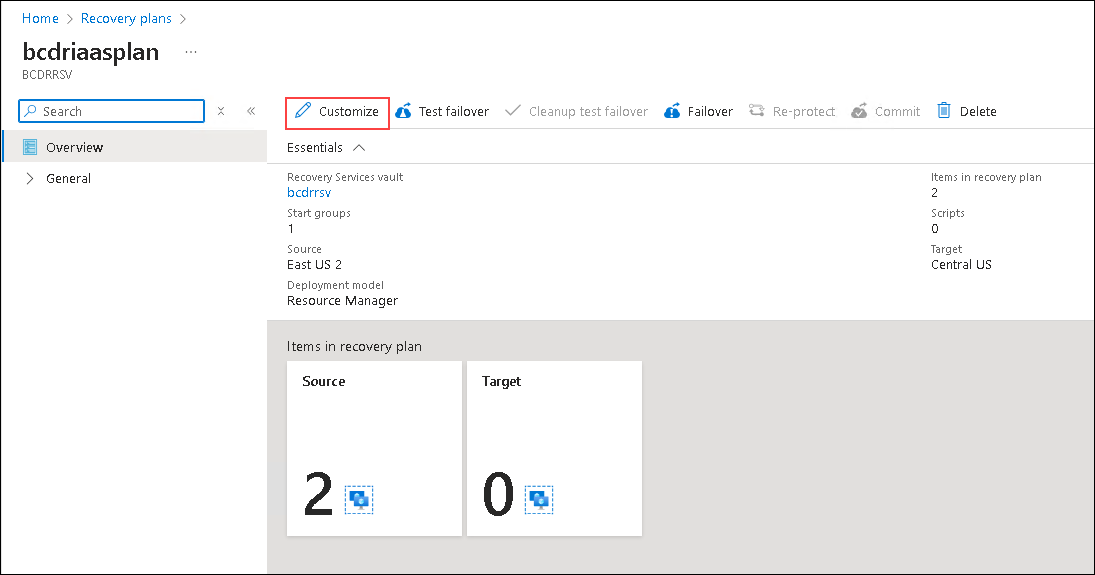 Home > Recovery plans >
bcdriaasplan ...
BCDRRSV
Search
Customize Test failover Cleanup test failover Failover Re-protect Commit Delete
Overview
General
Essentials
Recovery Services vault
bcdrrsv
Start groups
1
Source
East US 2
Deployment model
Resource Manager
Items in recovery plan
2
Scripts
0
Target
Central US
Items in recovery plan
Source
2
Target
0